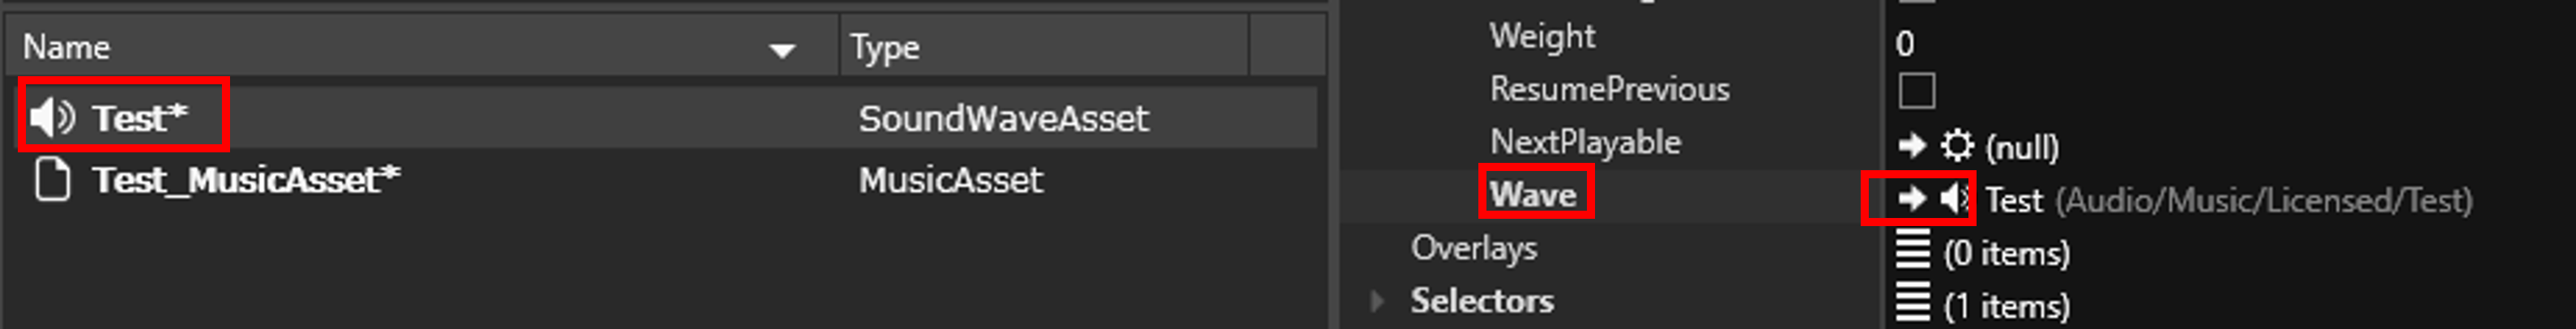 Name Type
Test* SoundWaveAsset
Test_MusicAsset* MusicAsset
Weight 0
ResumePrevious
NextPlayable (null)
Wave Test (Audio/Music/Licensed/Test)
Overlays (0 items)
Selectors (1 items)